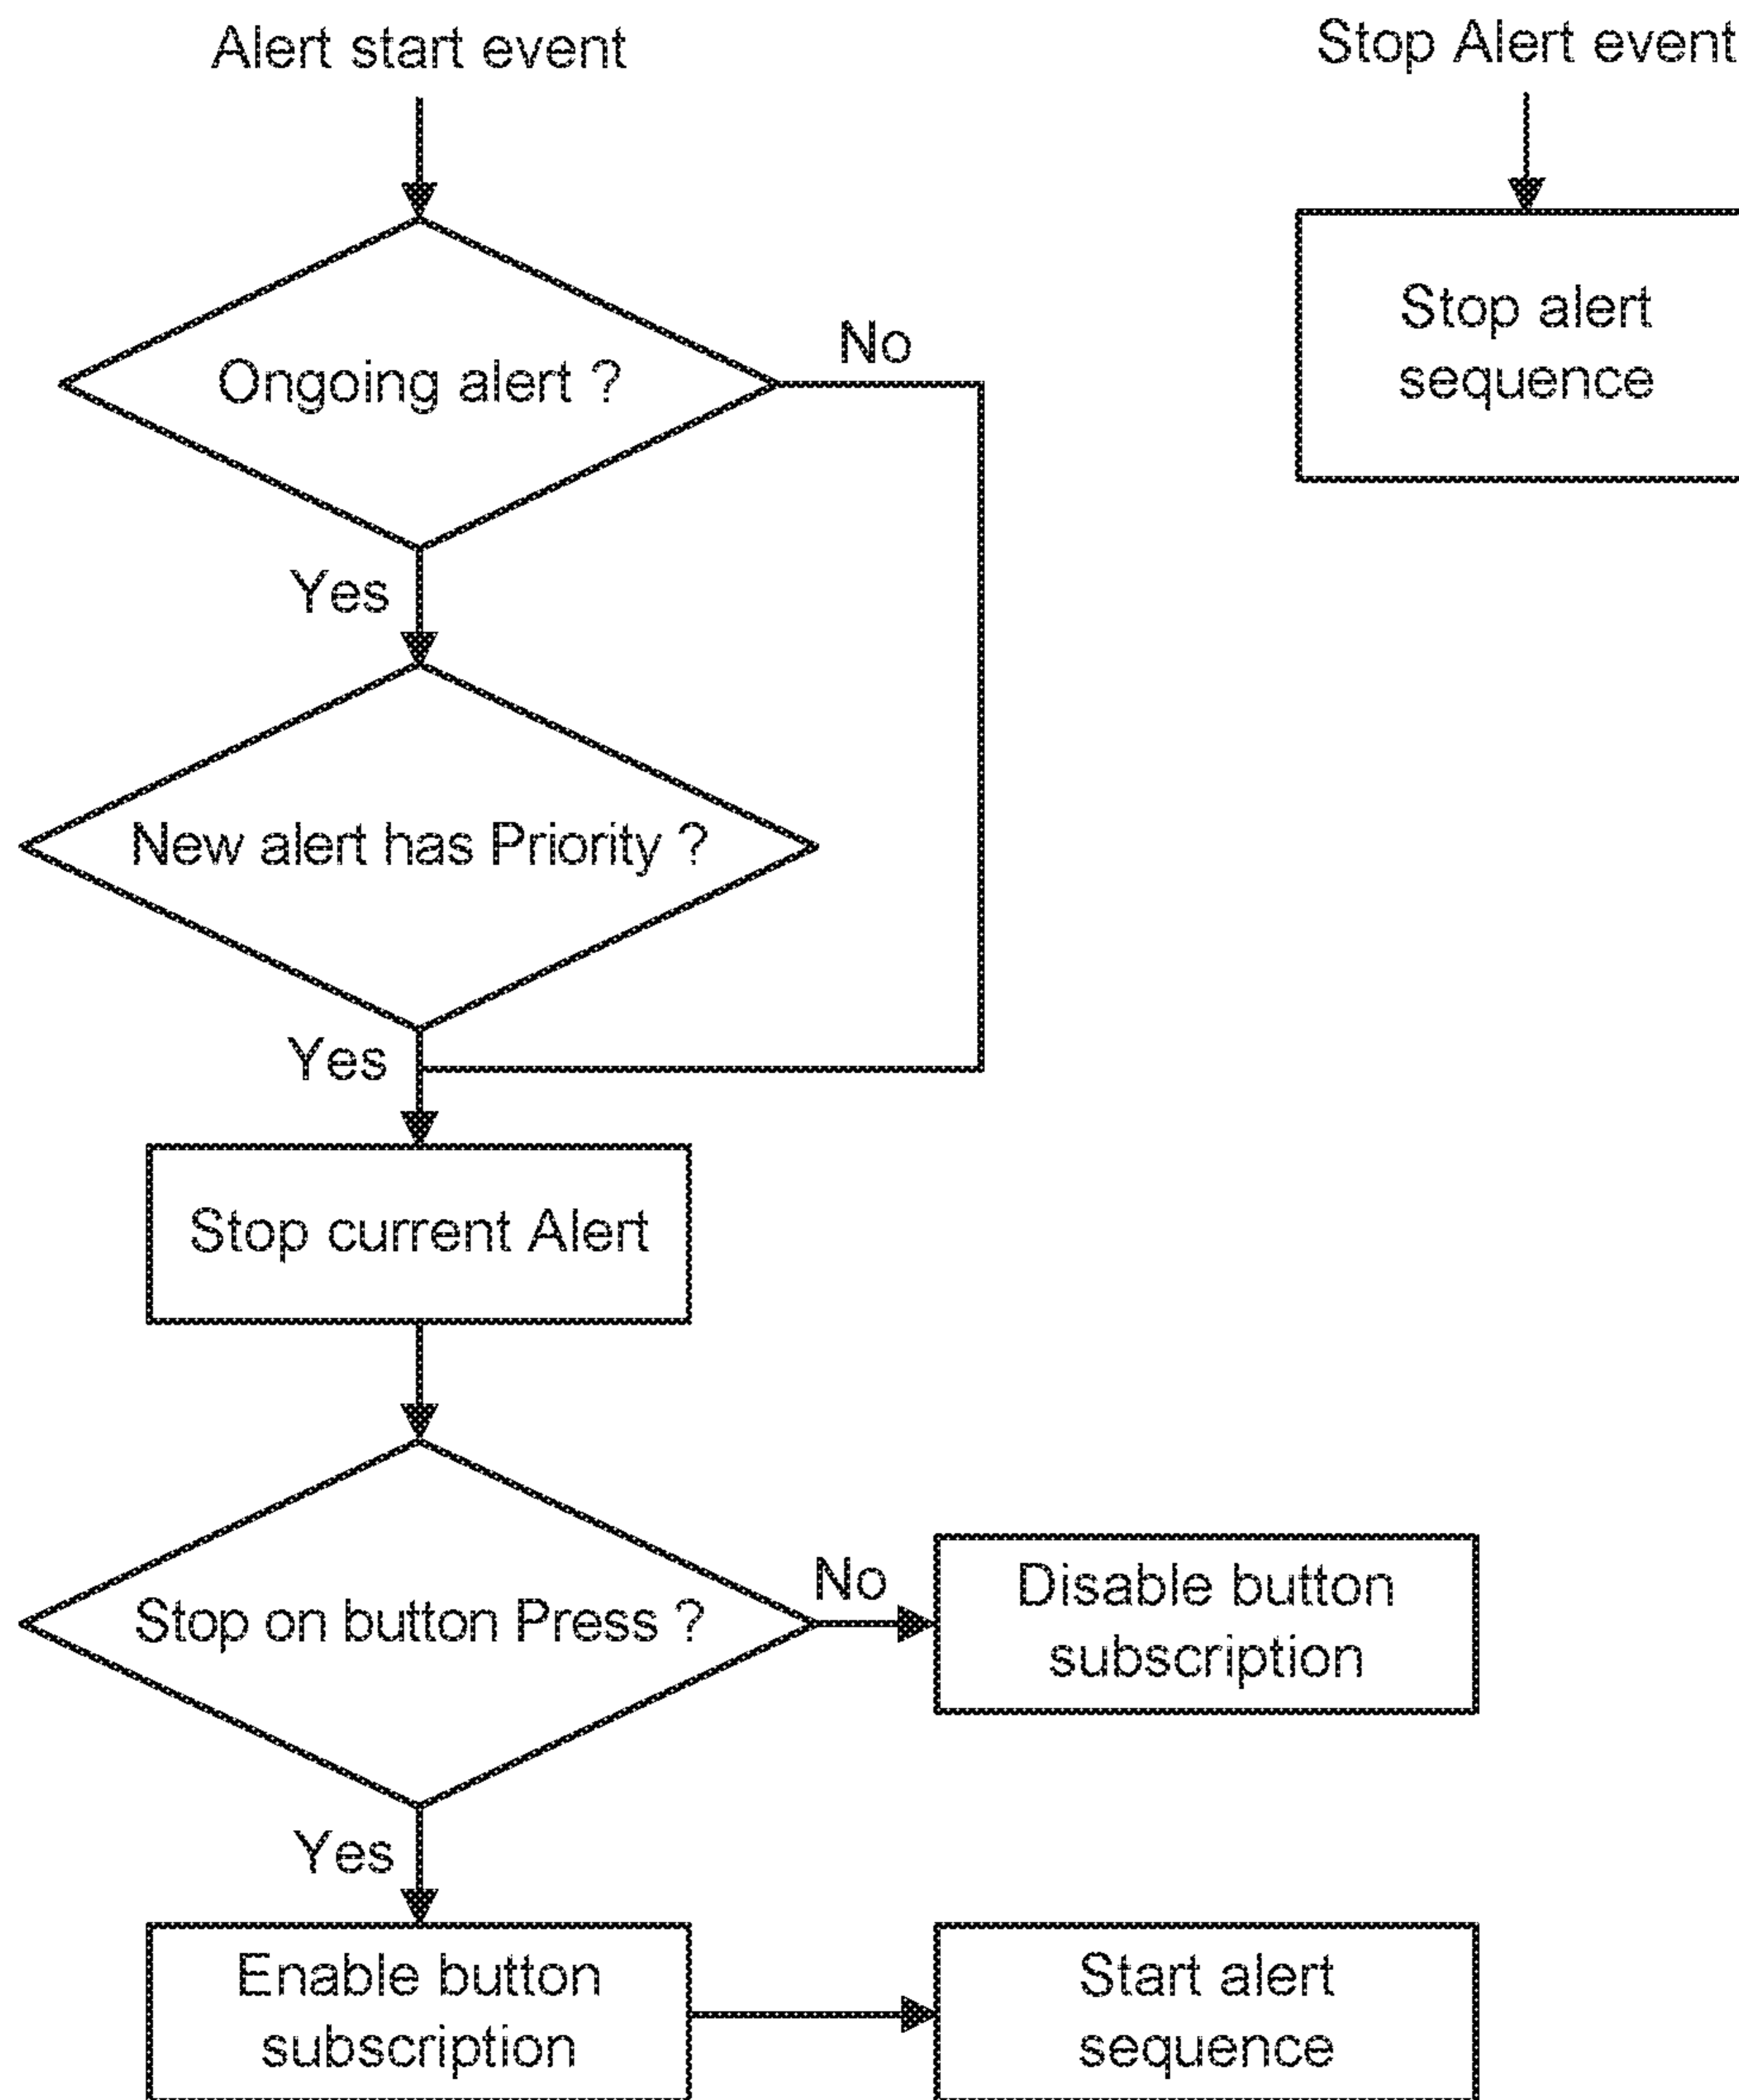 Alert start event
Stop Alert event
Ongoing alert ?
No
Stop alert
sequence
Yes
New alert has Priority ?
Yes
Stop current Alert
Stop on button Press ?
No
Disable button
subscription
Yes
Enable button
subscription
Start alert
sequence